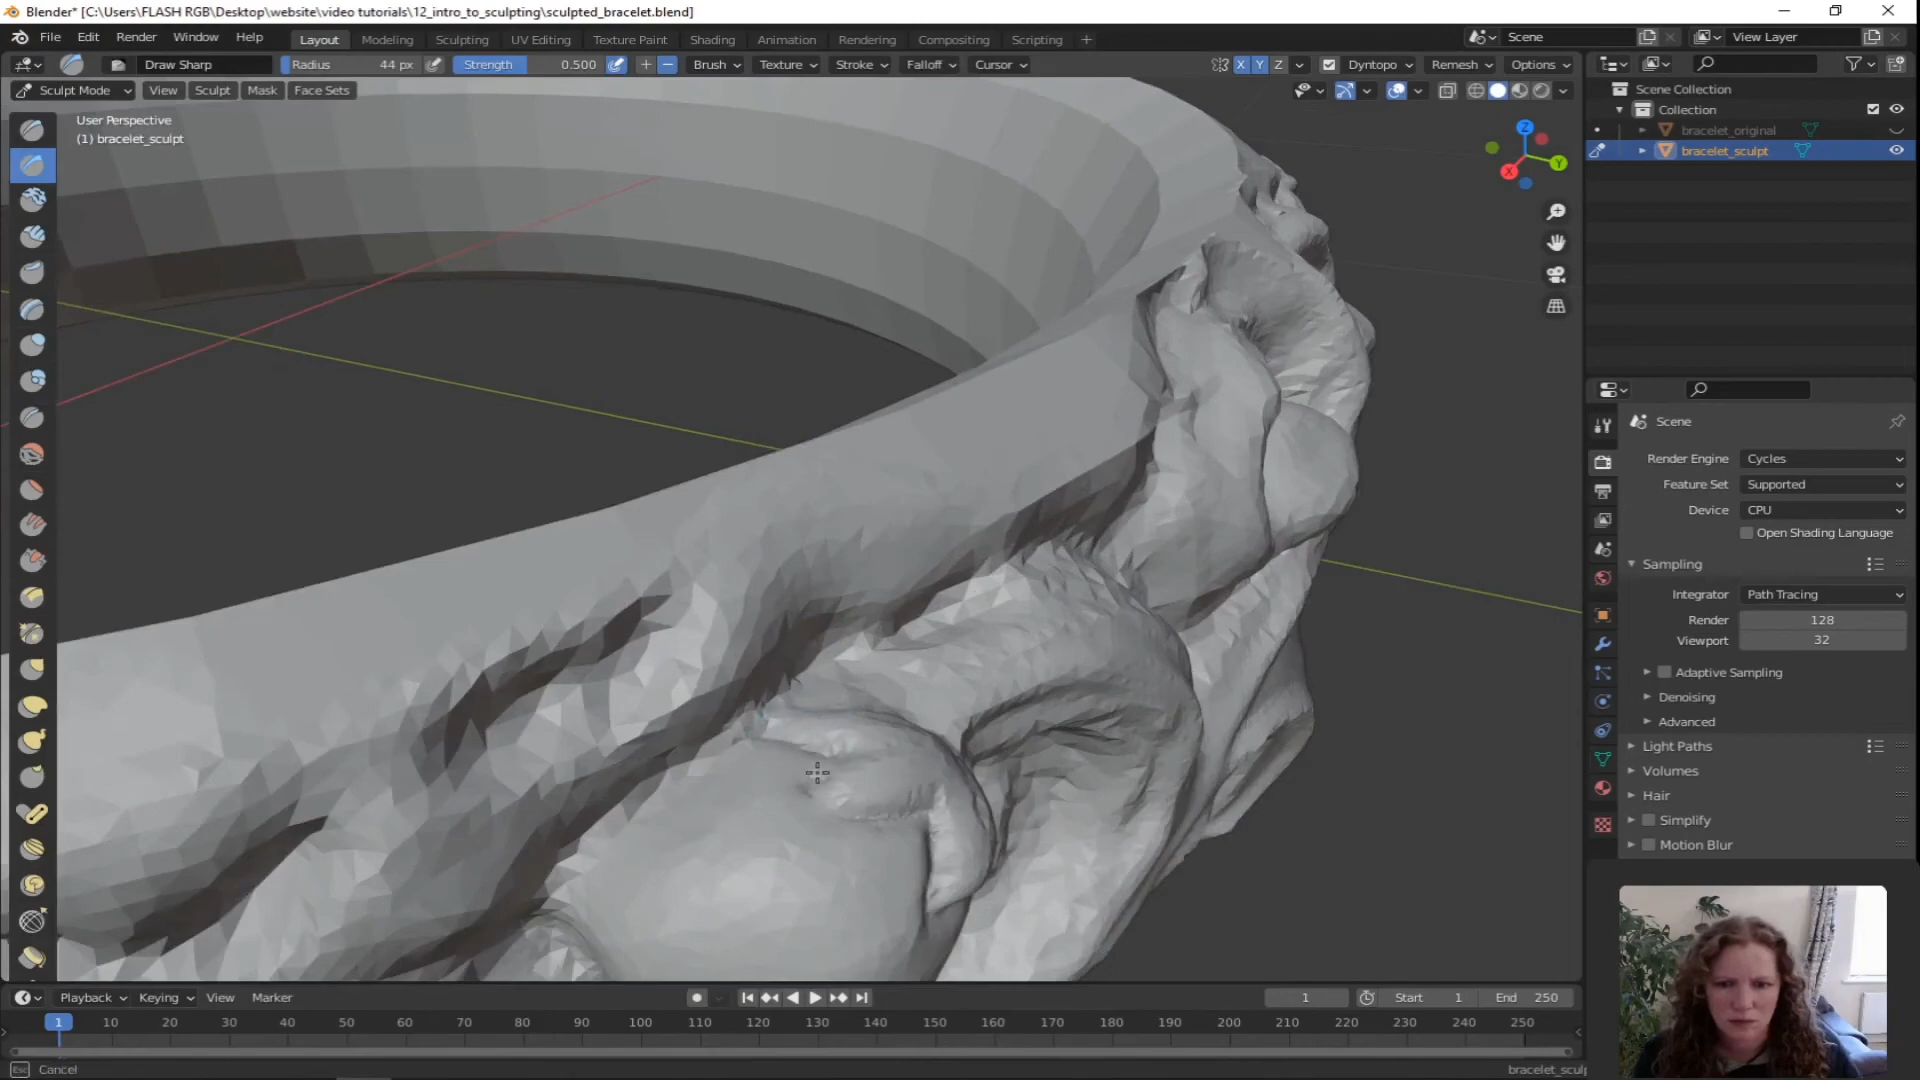 Blender* [C:\Users\FLASH RGB\Desktop\website\video tutorials\12_intro_to_sculpting\sculpted_bracelet.blend]
File Edit Render Window Help Layout Modeling Sculpting UV Editing Texture Paint Shading Animation Rendering Compositing Scripting + Scene View Layer
Draw Sharp Radius 44 px Strength 0.500 Brush Texture Stroke Falloff Cursor X Y Z Dyntopo Remesh Options
Sculpt Mode View Sculpt Mask Face Sets
User Perspective
(1) bracelet_sculpt
Z
Y
X
Scene Collection
Collection
bracelet_original
bracelet_sculpt
Scene
Render Engine Cycles
Feature Set Supported
Device CPU
Open Shading Language
Sampling
Integrator Path Tracing
Render 128
Viewport 32
Adaptive Sampling
Denoising
Advanced
Light Paths
Volumes
Hair
Simplify
Motion Blur
Playback Keying View Marker 1 Start 1 End 250
1 10 20 30 40 50 60 70 80 90 100 110 120 130 140 150 160 170 180 190 200 210 220 230 240 250
Esc Cancel bracelet_sculp